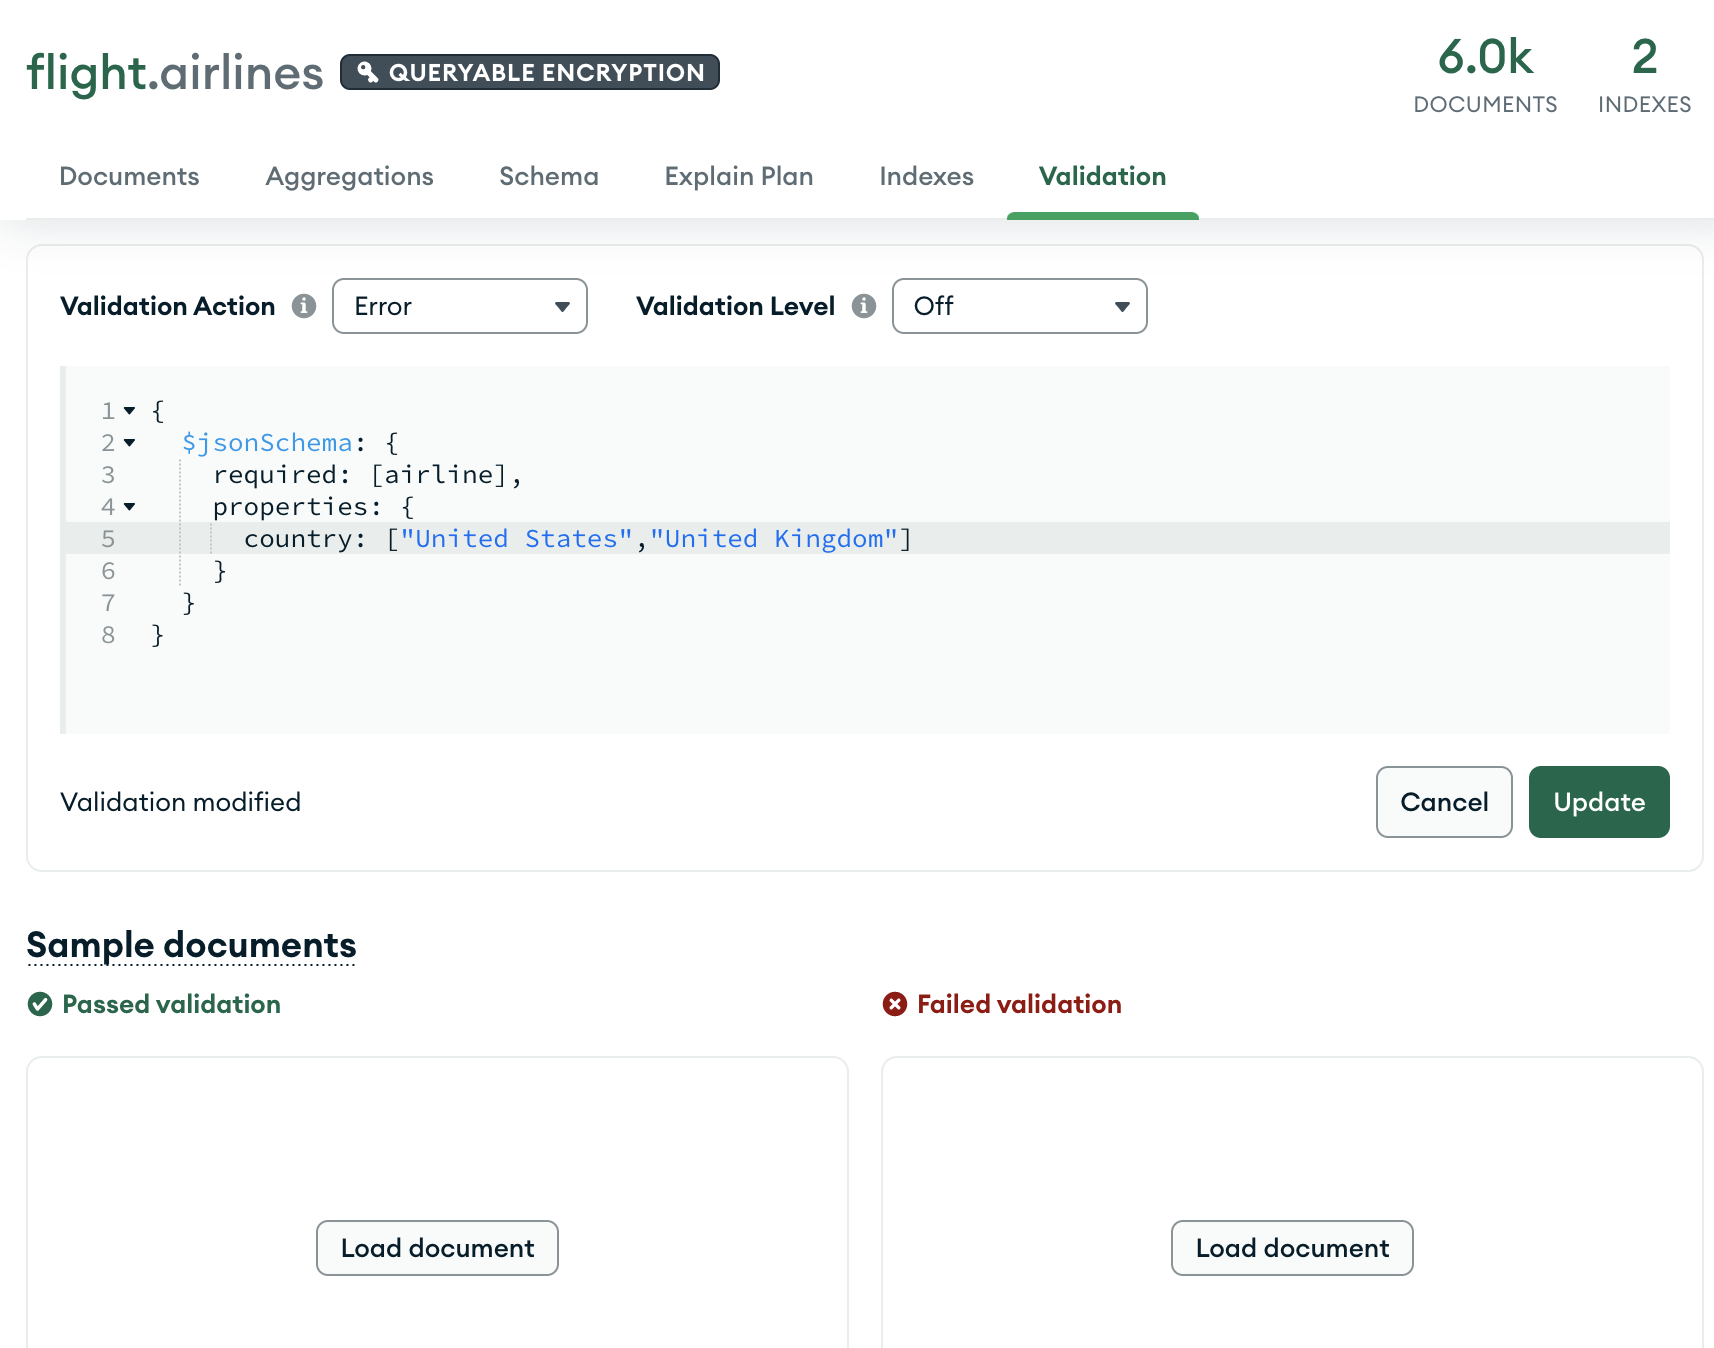 flight.airlines QUERYABLE ENCRYPTION
6.0k
DOCUMENTS
2
INDEXES
Documents Aggregations Schema Explain Plan Indexes Validation
Validation Action Error Validation Level Off
1 {
2   $jsonSchema: {
3     required: [airline],
4     properties: {
5       country: ["United States","United Kingdom"]
6     }
7   }
8 }
Validation modified Cancel Update
Sample documents
Passed validation
Failed validation
Load document
Load document